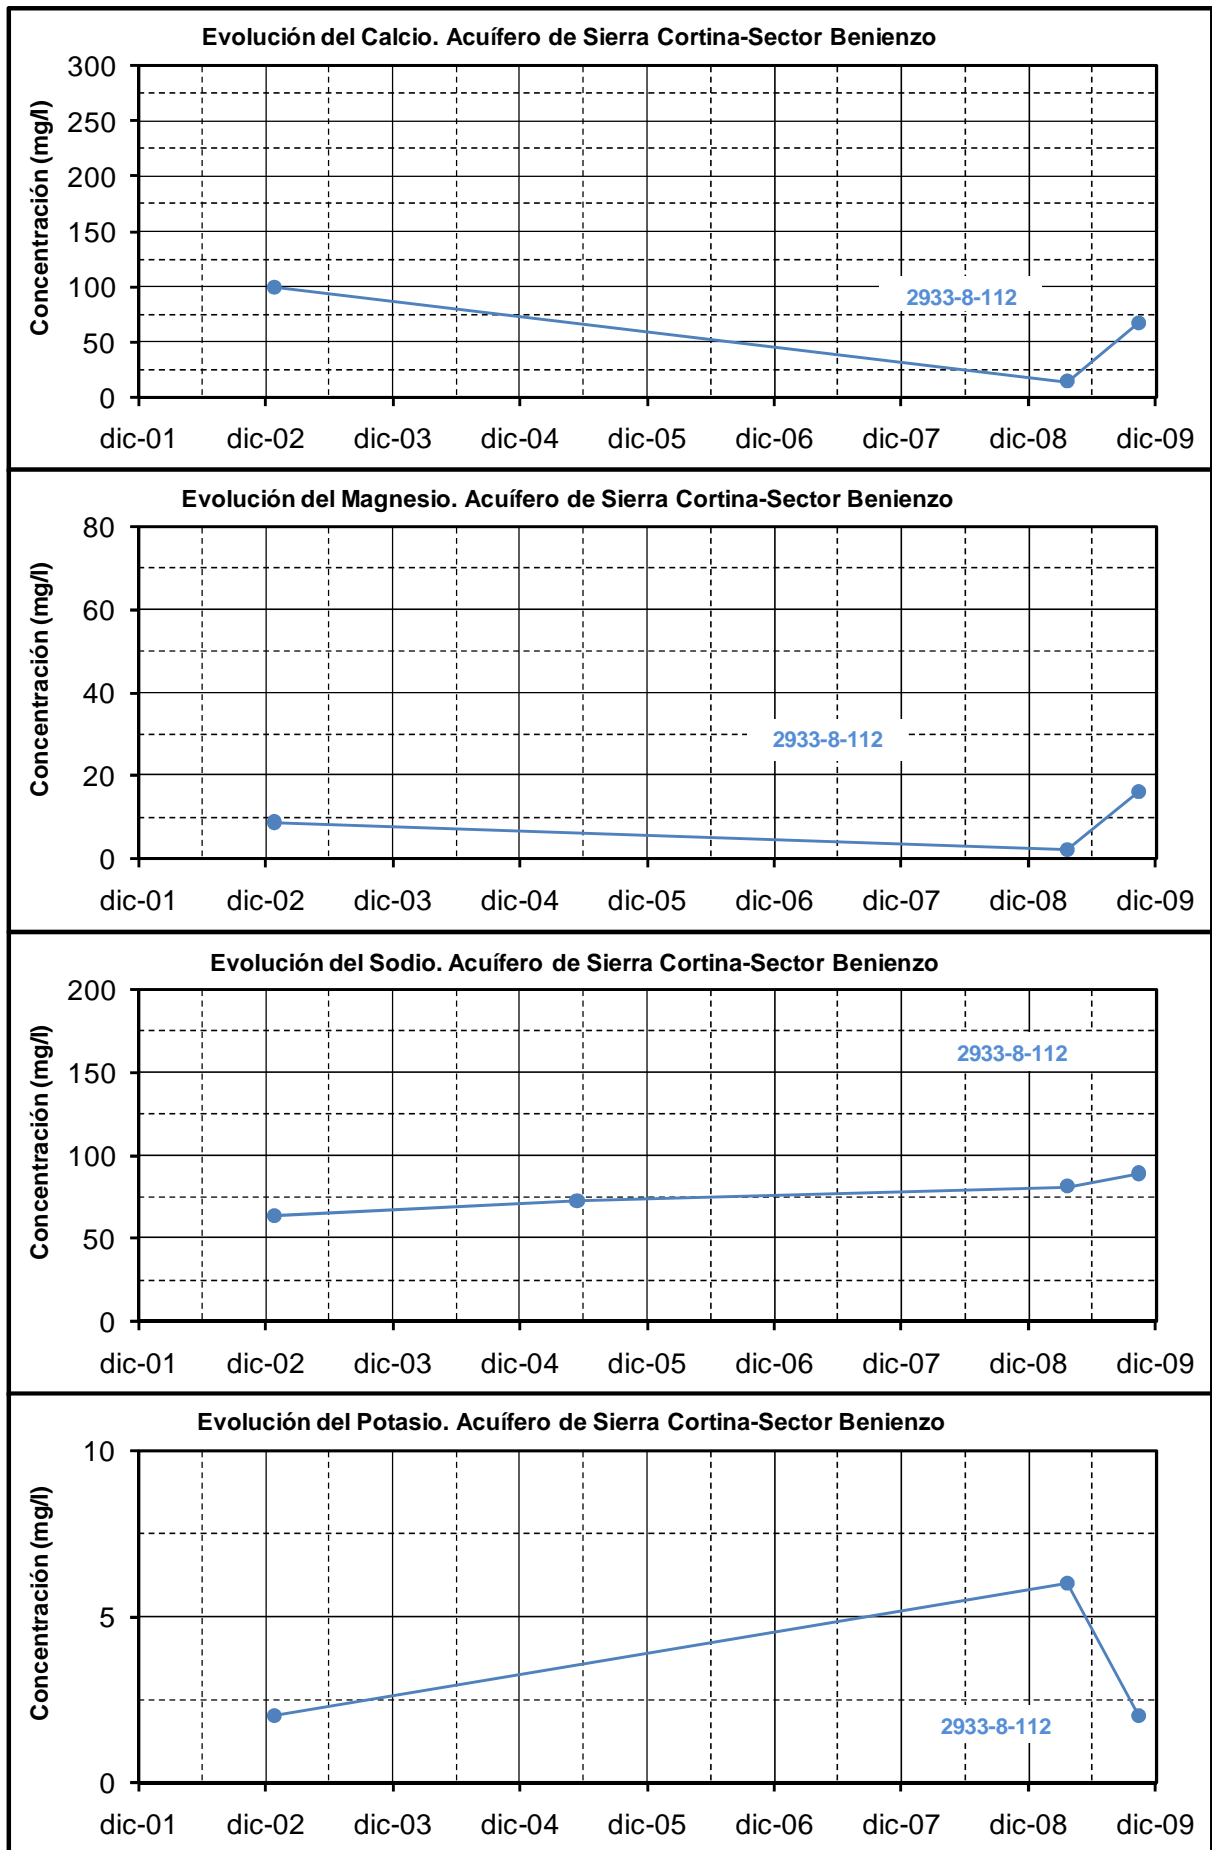 Evolución del Calcio. Acuífero de Sierra Cortina-Sector Benienzo
Concentración (mg/l)
300
250
200
150
100
50
0
2933-8-112
dic-01 dic-02 dic-03 dic-04 dic-05 dic-06 dic-07 dic-08 dic-09
Evolución del Magnesio. Acuífero de Sierra Cortina-Sector Benienzo
Concentración (mg/l)
80
60
40
20
0
2933-8-112
dic-01 dic-02 dic-03 dic-04 dic-05 dic-06 dic-07 dic-08 dic-09
Evolución del Sodio. Acuífero de Sierra Cortina-Sector Benienzo
Concentración (mg/l)
200
150
100
50
0
2933-8-112
dic-01 dic-02 dic-03 dic-04 dic-05 dic-06 dic-07 dic-08 dic-09
Evolución del Potasio. Acuífero de Sierra Cortina-Sector Benienzo
Concentración (mg/l)
10
5
0
2933-8-112
dic-01 dic-02 dic-03 dic-04 dic-05 dic-06 dic-07 dic-08 dic-09